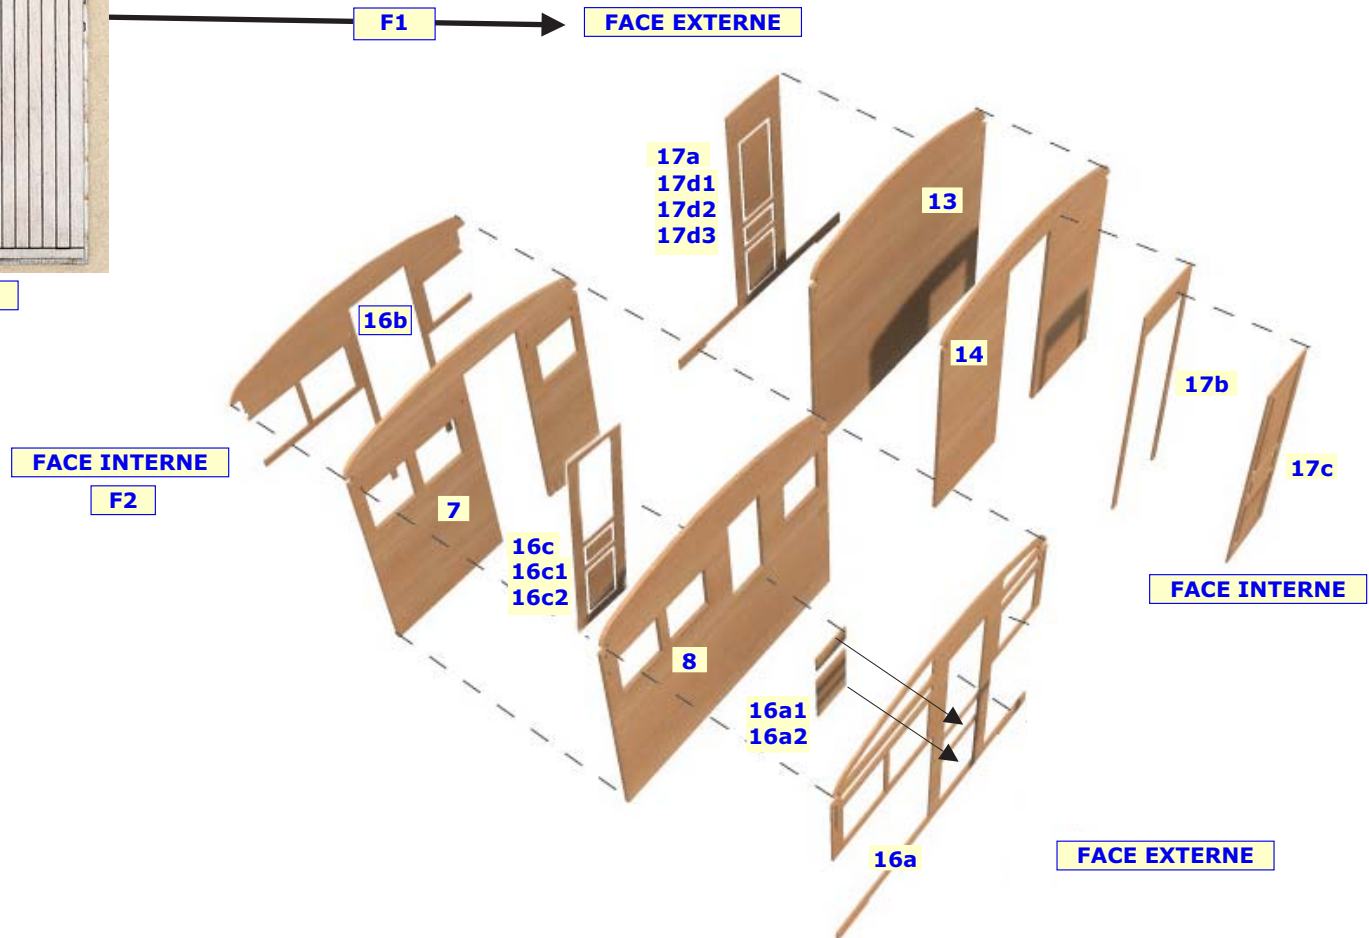 F1
FACE EXTERNE
17a
17d1
17d2
17d3
13
16b
14
17b
FACE INTERNE
F2
17c
7
16c
16c1
16c2
FACE INTERNE
8
16a1
16a2
16a
FACE EXTERNE